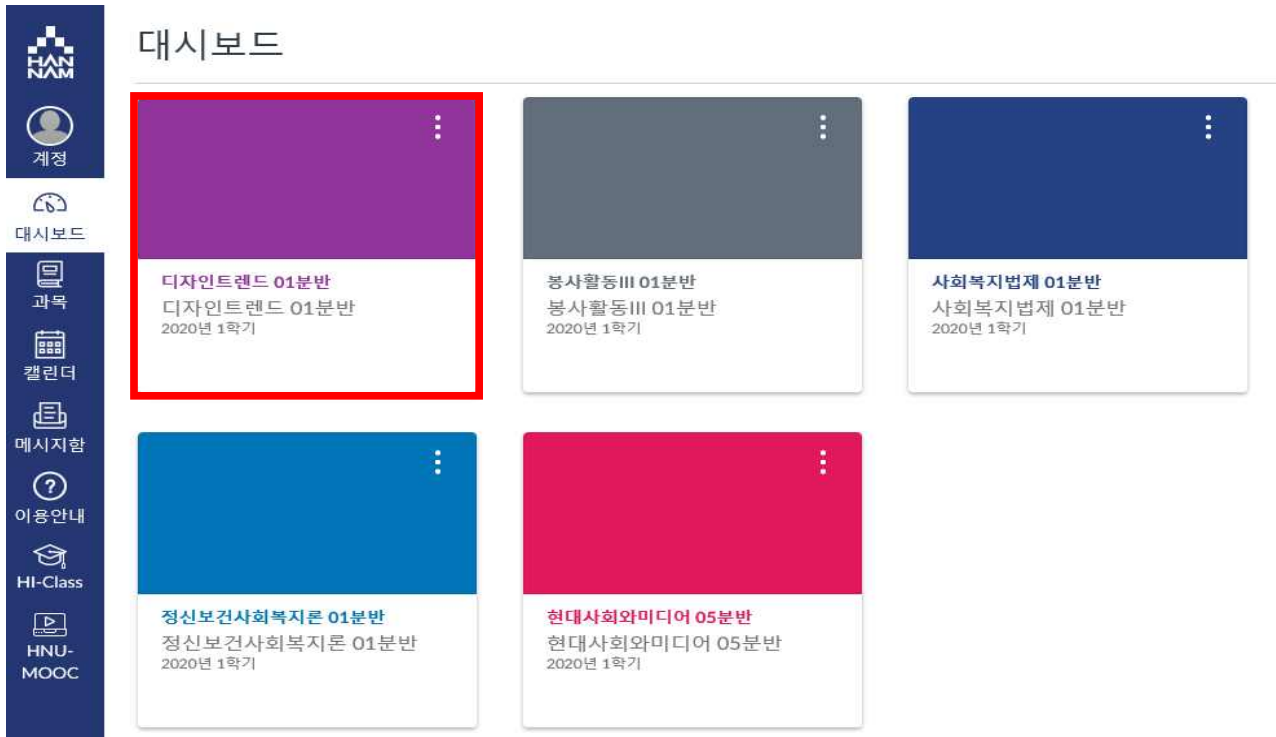 HAN
NAM
계정
대시보드
과목
캘린더
메시지함
이용안내
HI-Class
HNU-
MOOC
대시보드
디자인트렌드 01분반
디자인트렌드 01분반
2020년 1학기
봉사활동III 01분반
봉사활동III 01분반
2020년 1학기
사회복지법제 01분반
사회복지법제 01분반
2020년 1학기
정신보건사회복지론 01분반
정신보건사회복지론 01분반
2020년 1학기
현대사회와미디어 05분반
현대사회와미디어 05분반
2020년 1학기